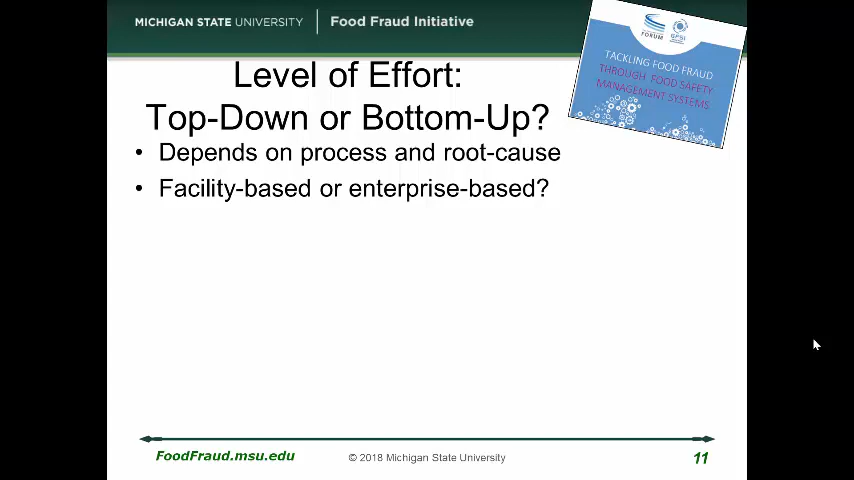 MICHIGAN STATE UNIVERSITY | Food Fraud Initiative
FORUM
GFSI
TACKLING FOOD FRAUD
THROUGH FOOD SAFETY
MANAGEMENT SYSTEMS
Level of Effort:
Top-Down or Bottom-Up?
• Depends on process and root-cause
• Facility-based or enterprise-based?
FoodFraud.msu.edu
© 2018 Michigan State University
11